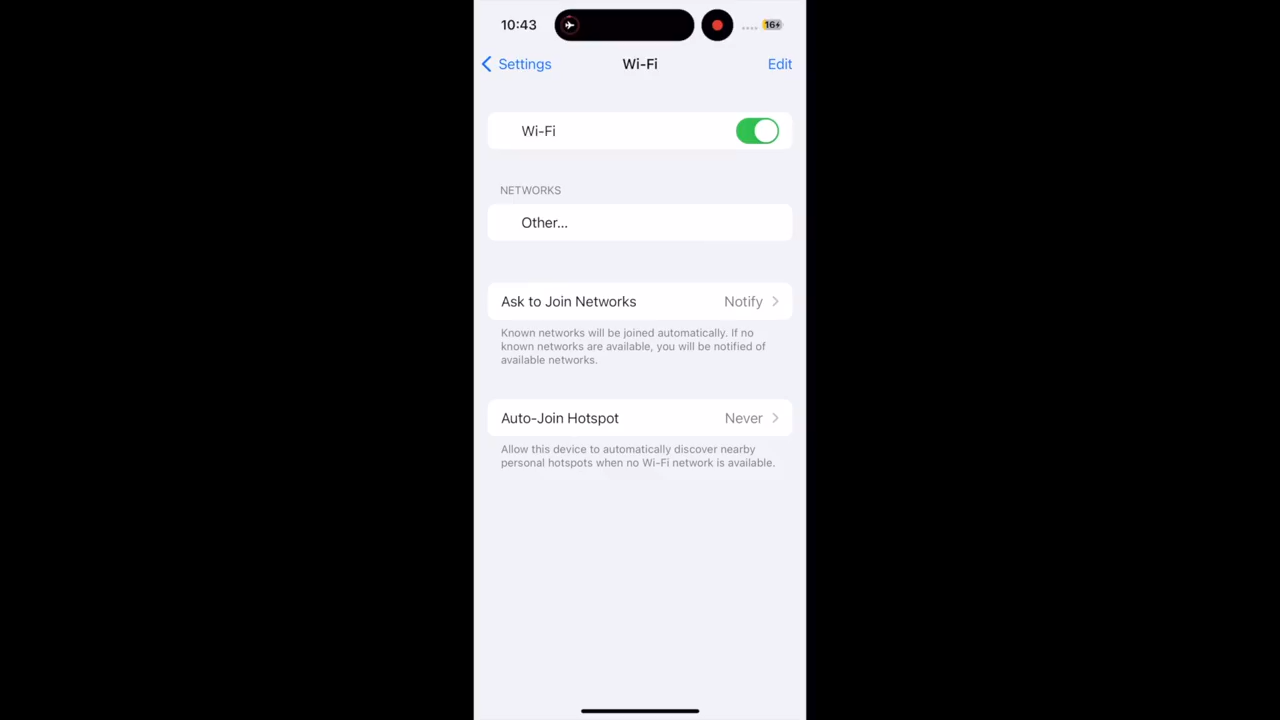 10:43
16
Settings
Wi-Fi
Edit
Wi-Fi
NETWORKS
Other...
Ask to Join Networks
Notify
Known networks will be joined automatically. If no
known networks are available, you will be notified of
available networks.
Auto-Join Hotspot
Never
Allow this device to automatically discover nearby
personal hotspots when no Wi-Fi network is available.